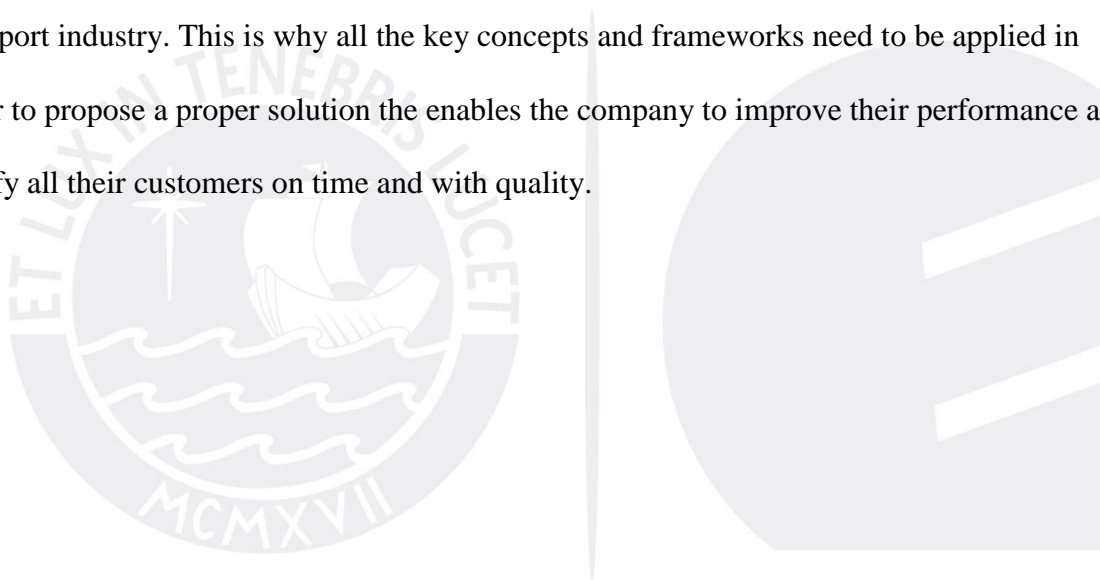 port industry. This is why all the key concepts and frameworks need to be applied in
r to propose a proper solution the enables the company to improve their performance a
fy all their customers on time and with quality.
ET LUX IN TENEBRIS LUCET
MCMXVII